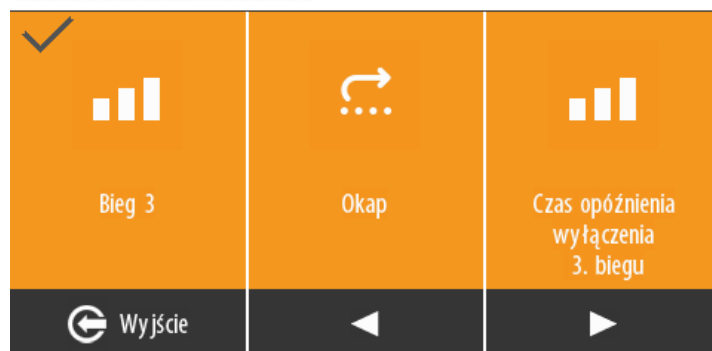 Bieg 3
Okap
Czas opóźnienia
wyłączenia
3. biegu
Wyjście